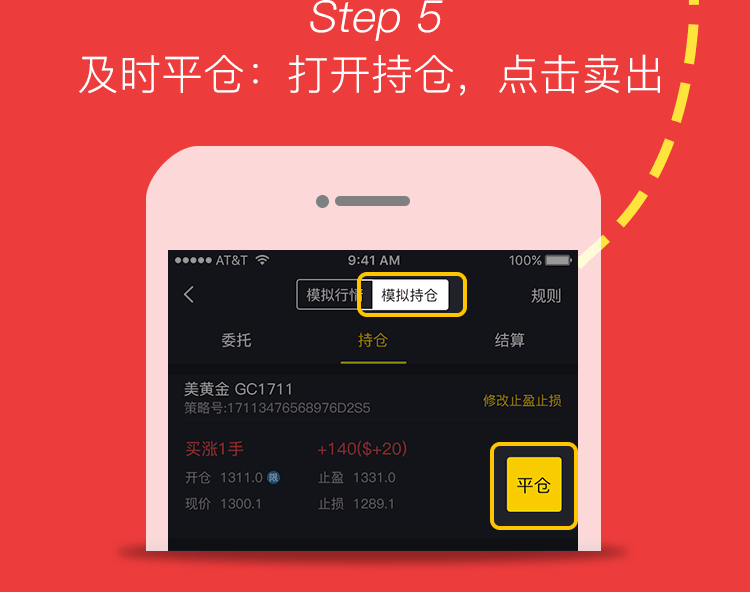 Step 5
及时平仓：打开持仓，点击卖出
AT&T 9:41 AM 100%
模拟行情 模拟持仓 规则
委托 持仓 结算
美黄金 GC1711
策略号:17113476568976D2S5
修改止盈止损
买涨1手 +140($+20)
开仓 1311.0 限 止盈 1331.0
平仓
现价 1300.1 止损 1289.1